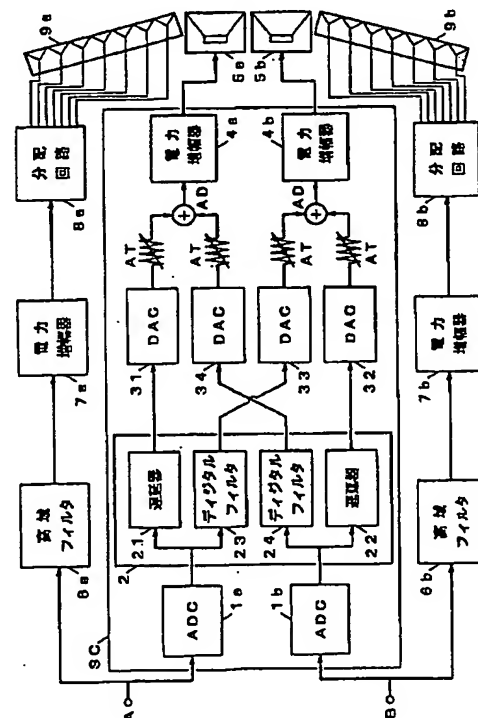 A
高域
フィルタ
6a
電力
増幅器
7a
分配
回路
8a
9a
SC
ADC
1a
2
遅延器
21
ディジタル
フィルタ
23
ディジタル
フィルタ
24
遅延器
22
ADC
1b
DAC
31
DAC
34
DAC
33
DAC
32
AT
AT
AT
AT
AD
AD
電力
増幅器
4a
電力
増幅器
4b
5a
5b
B
高域
フィルタ
6b
電力
増幅器
7b
分配
回路
8b
9b